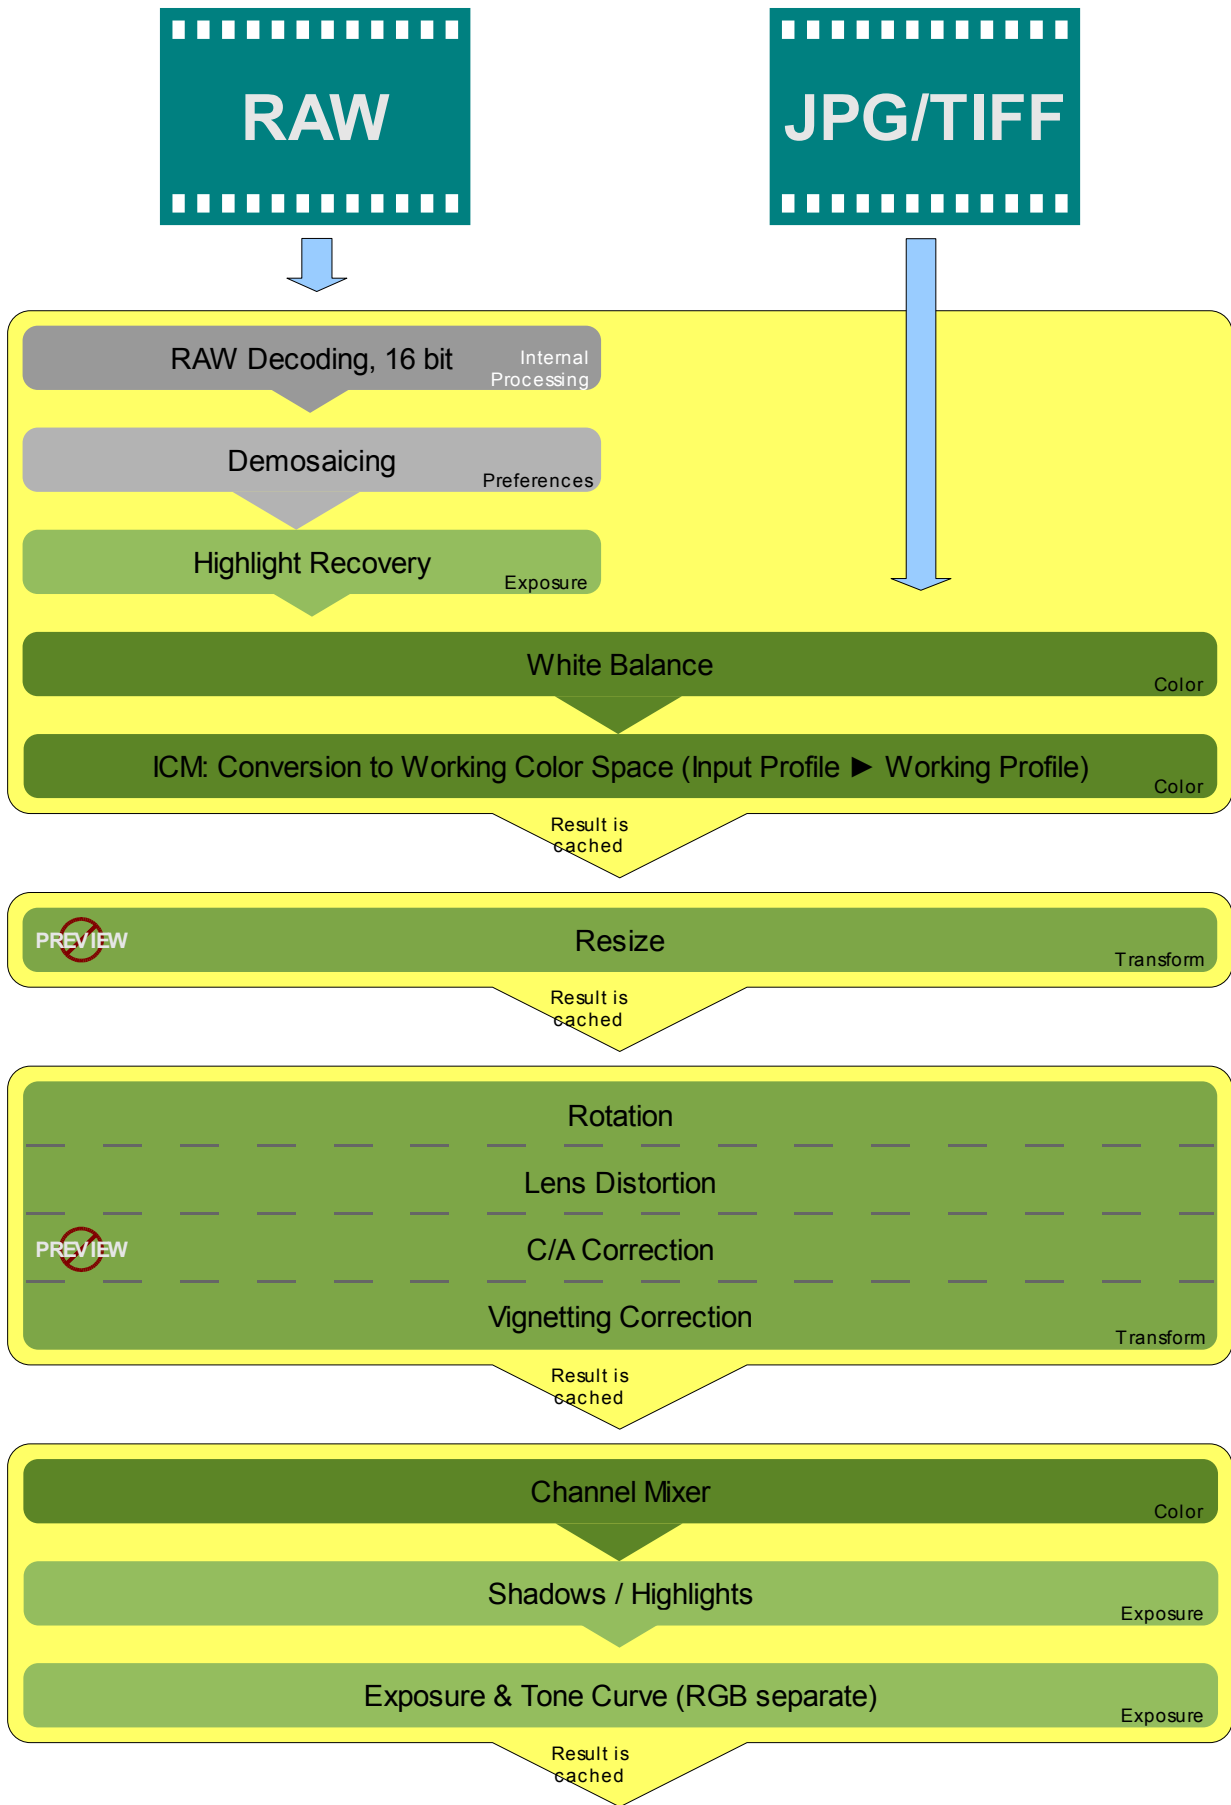 RAW
JPG/TIFF
RAW Decoding, 16 bit
Internal
Processing
Demosaicing
Preferences
Highlight Recovery
Exposure
White Balance
Color
ICM: Conversion to Working Color Space (Input Profile ► Working Profile)
Color
Result is
cached
PREVIEW
Resize
Transform
Result is
cached
Rotation
Lens Distortion
PREVIEW
C/A Correction
Vignetting Correction
Transform
Result is
cached
Channel Mixer
Color
Shadows / Highlights
Exposure
Exposure & Tone Curve (RGB separate)
Exposure
Result is
cached